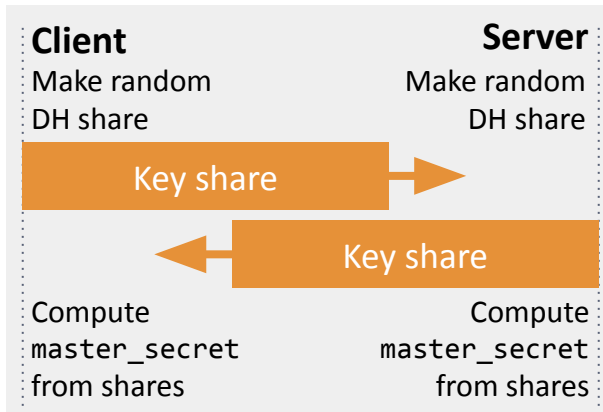 Client
Server
Make random
DH share
Make random
DH share
Key share
Key share
Compute
master_secret
from shares
Compute
master_secret
from shares